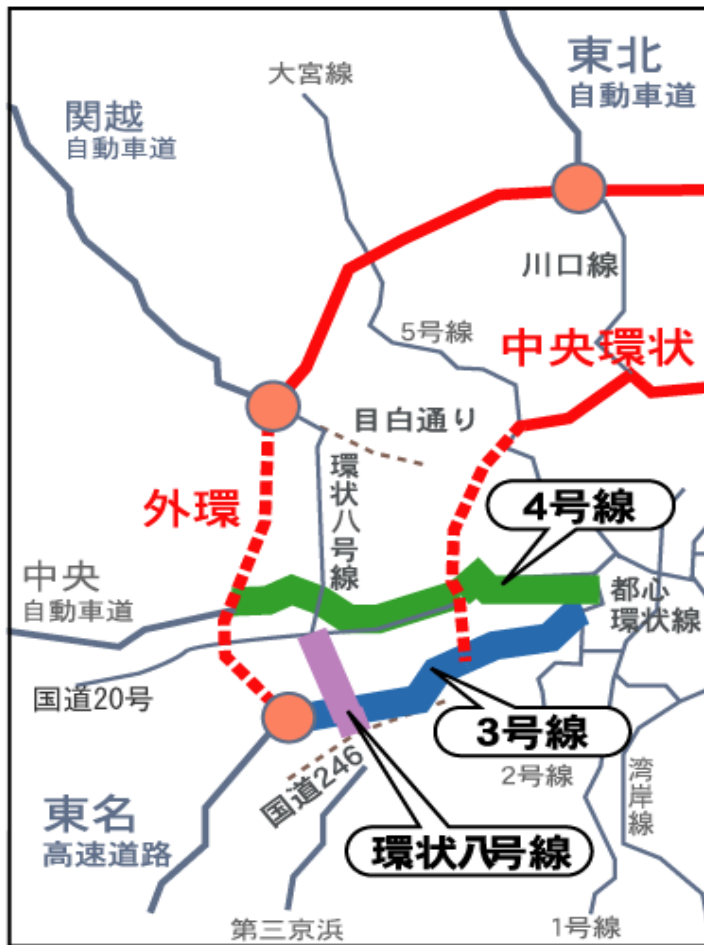 大宮線
東北
自動車道
関越
自動車道
川口線
5号線
中央環状
目白通り
環状八号線
外環
4号線
中央
自動車道
都心
環状線
国道20号
3号線
国道246
2号線
湾岸線
東名
高速道路
環状八号線
第三京浜
1号線